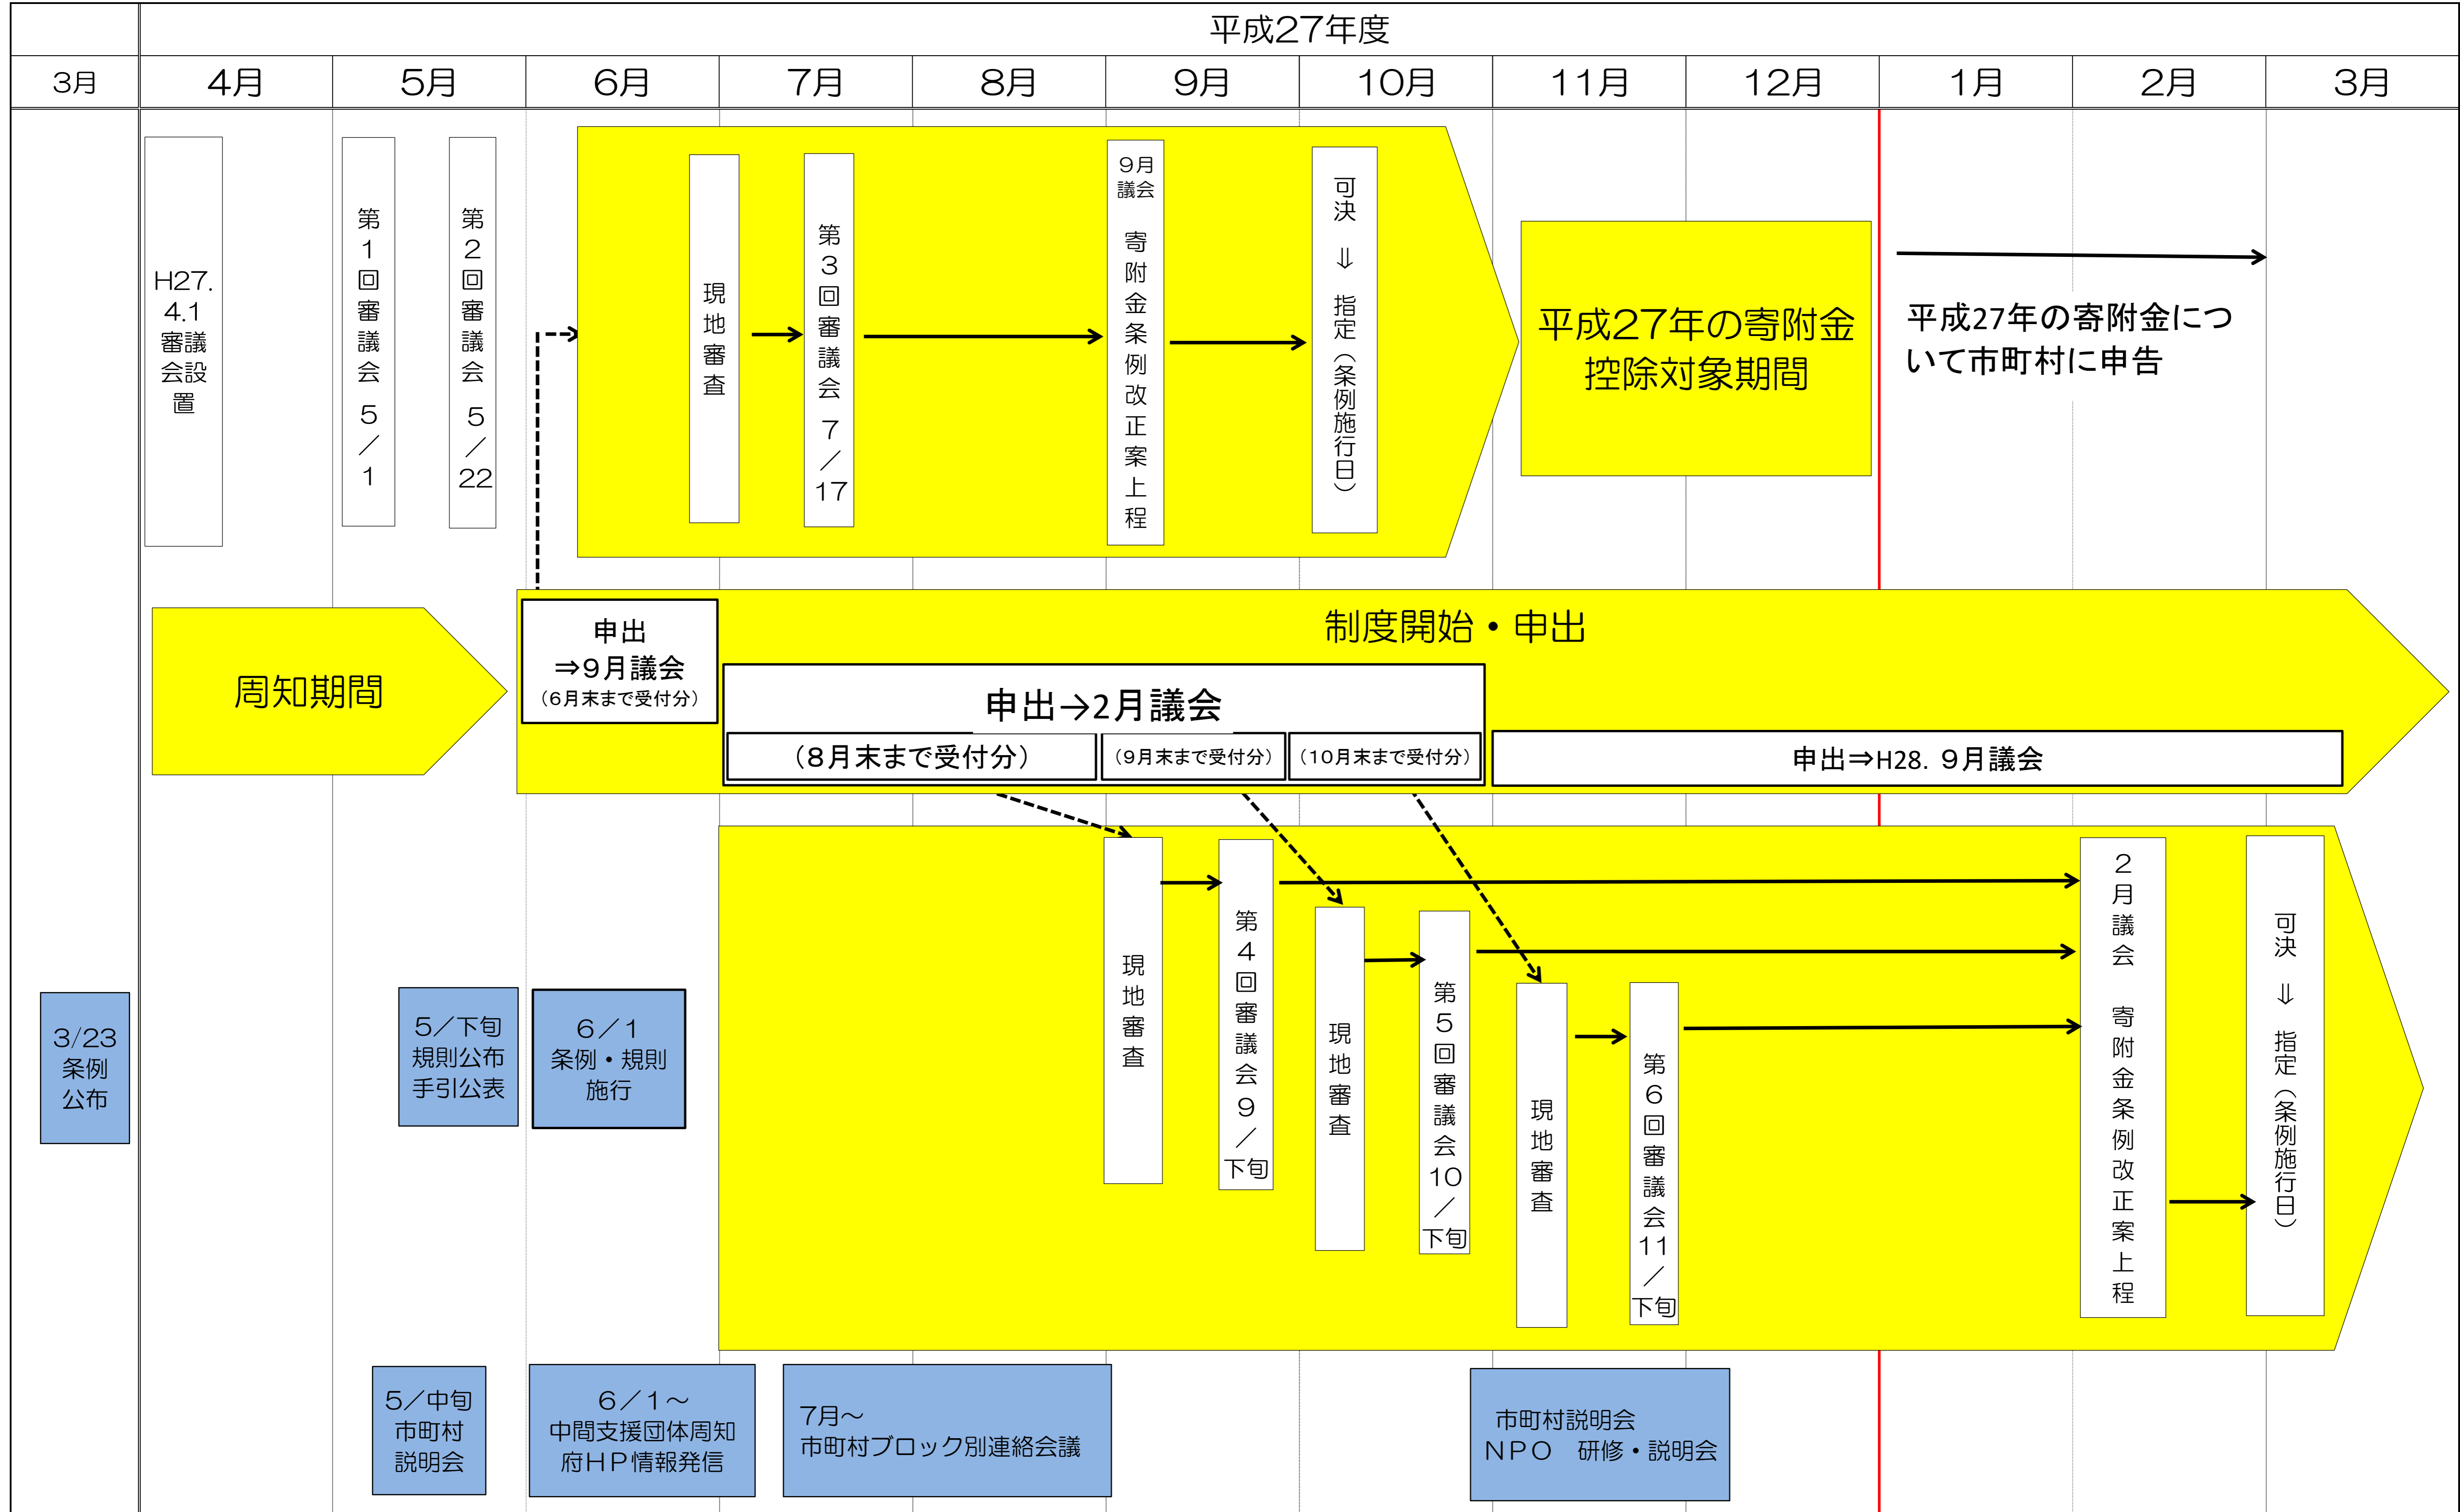 平成27年度
3月
4月
5月
6月
7月
8月
9月
10月
11月
12月
1月
2月
3月
H27.
4.1
審議
会設
置
第1回審議会 5／1
第2回審議会 5／22
現地審査
第3回審議会 7／17
9月
議会
寄附金条例改正案上程
可決 ⇓ 指定（条例施行日）
平成27年の寄附金
控除対象期間
平成27年の寄附金につ
いて市町村に申告
周知期間
制度開始・申出
申出
⇒9月議会
（6月末まで受付分）
申出→2月議会
（8月末まで受付分）
（9月末まで受付分）
（10月末まで受付分）
申出⇒H28．9月議会
現地審査
第4回審議会9／下旬
現地審査
第5回審議会10／下旬
現地審査
第6回審議会11／下旬
2月議会 寄附金条例改正案上程
可決 ⇓ 指定（条例施行日）
3/23
条例
公布
5／下旬
規則公布
手引公表
6／1
条例・規則
施行
5／中旬
市町村
説明会
6／1～
中間支援団体周知
府HP情報発信
7月～
市町村ブロック別連絡会議
市町村説明会
NPO　研修・説明会